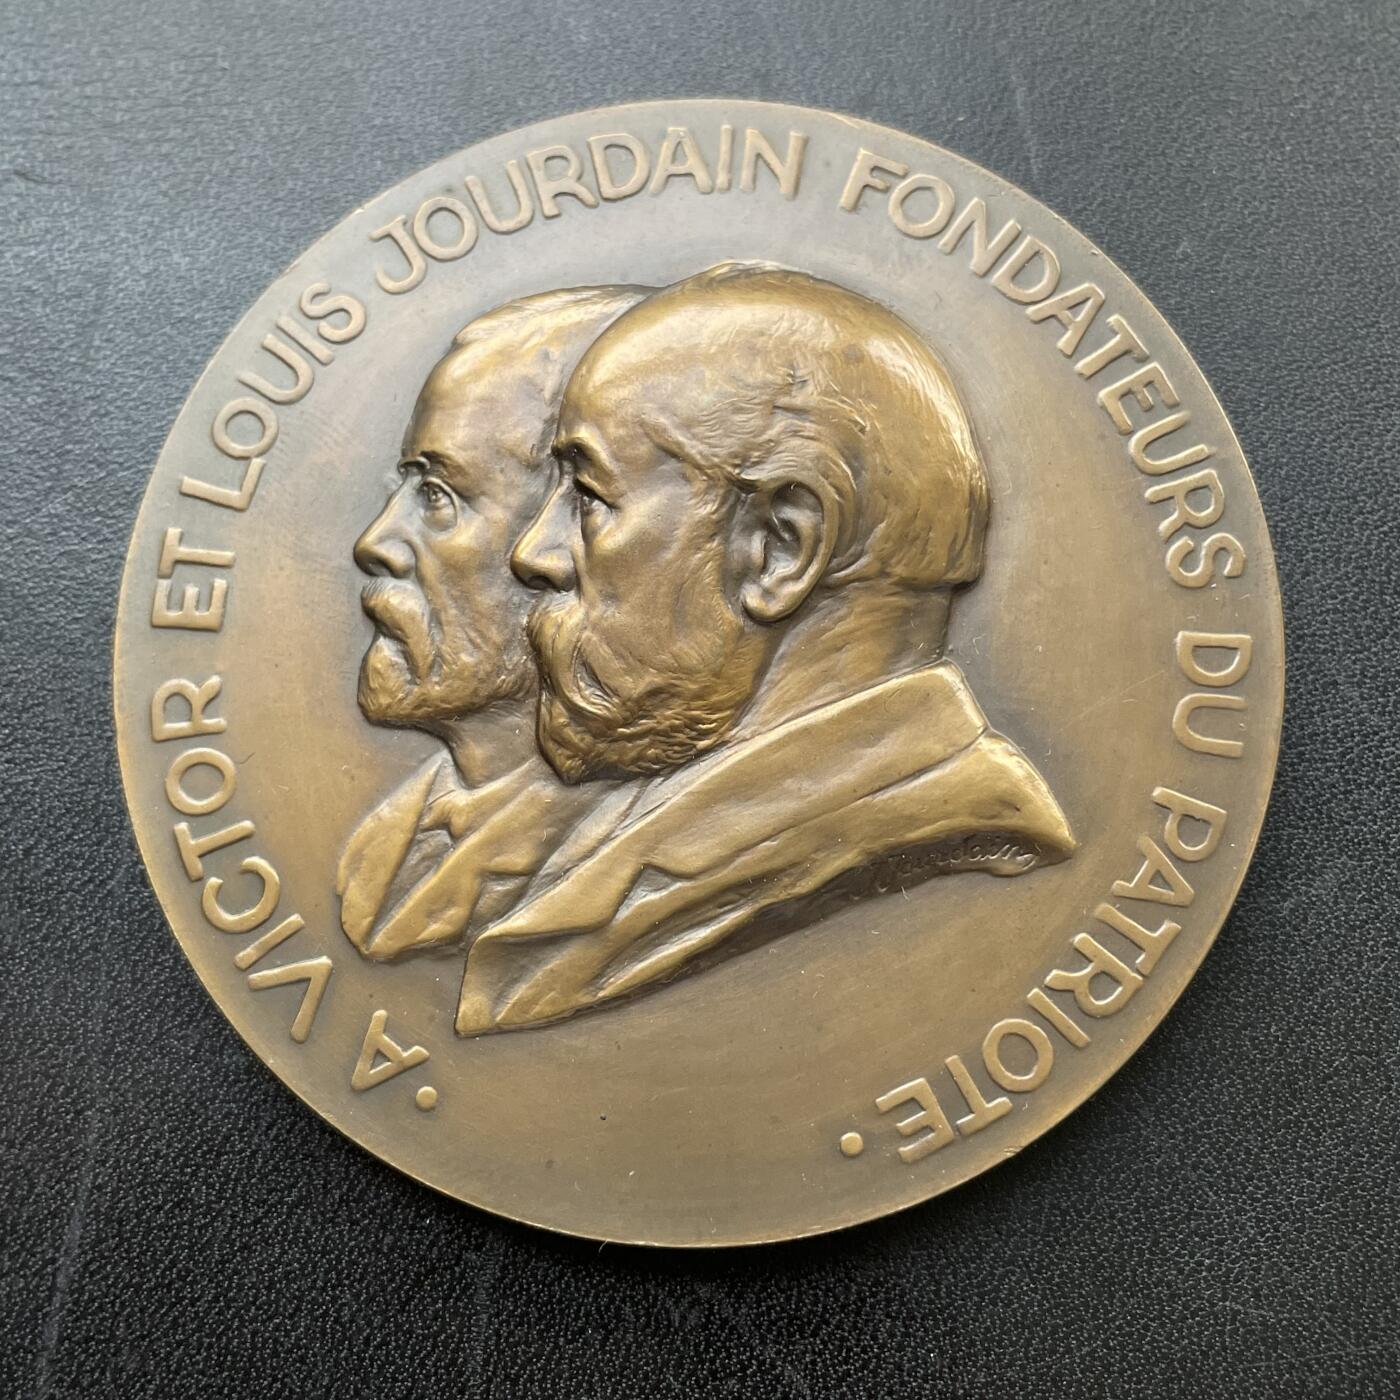 · A VICTOR ET LOUIS JOURDAIN FONDATEURS DU PATRIOTE ·